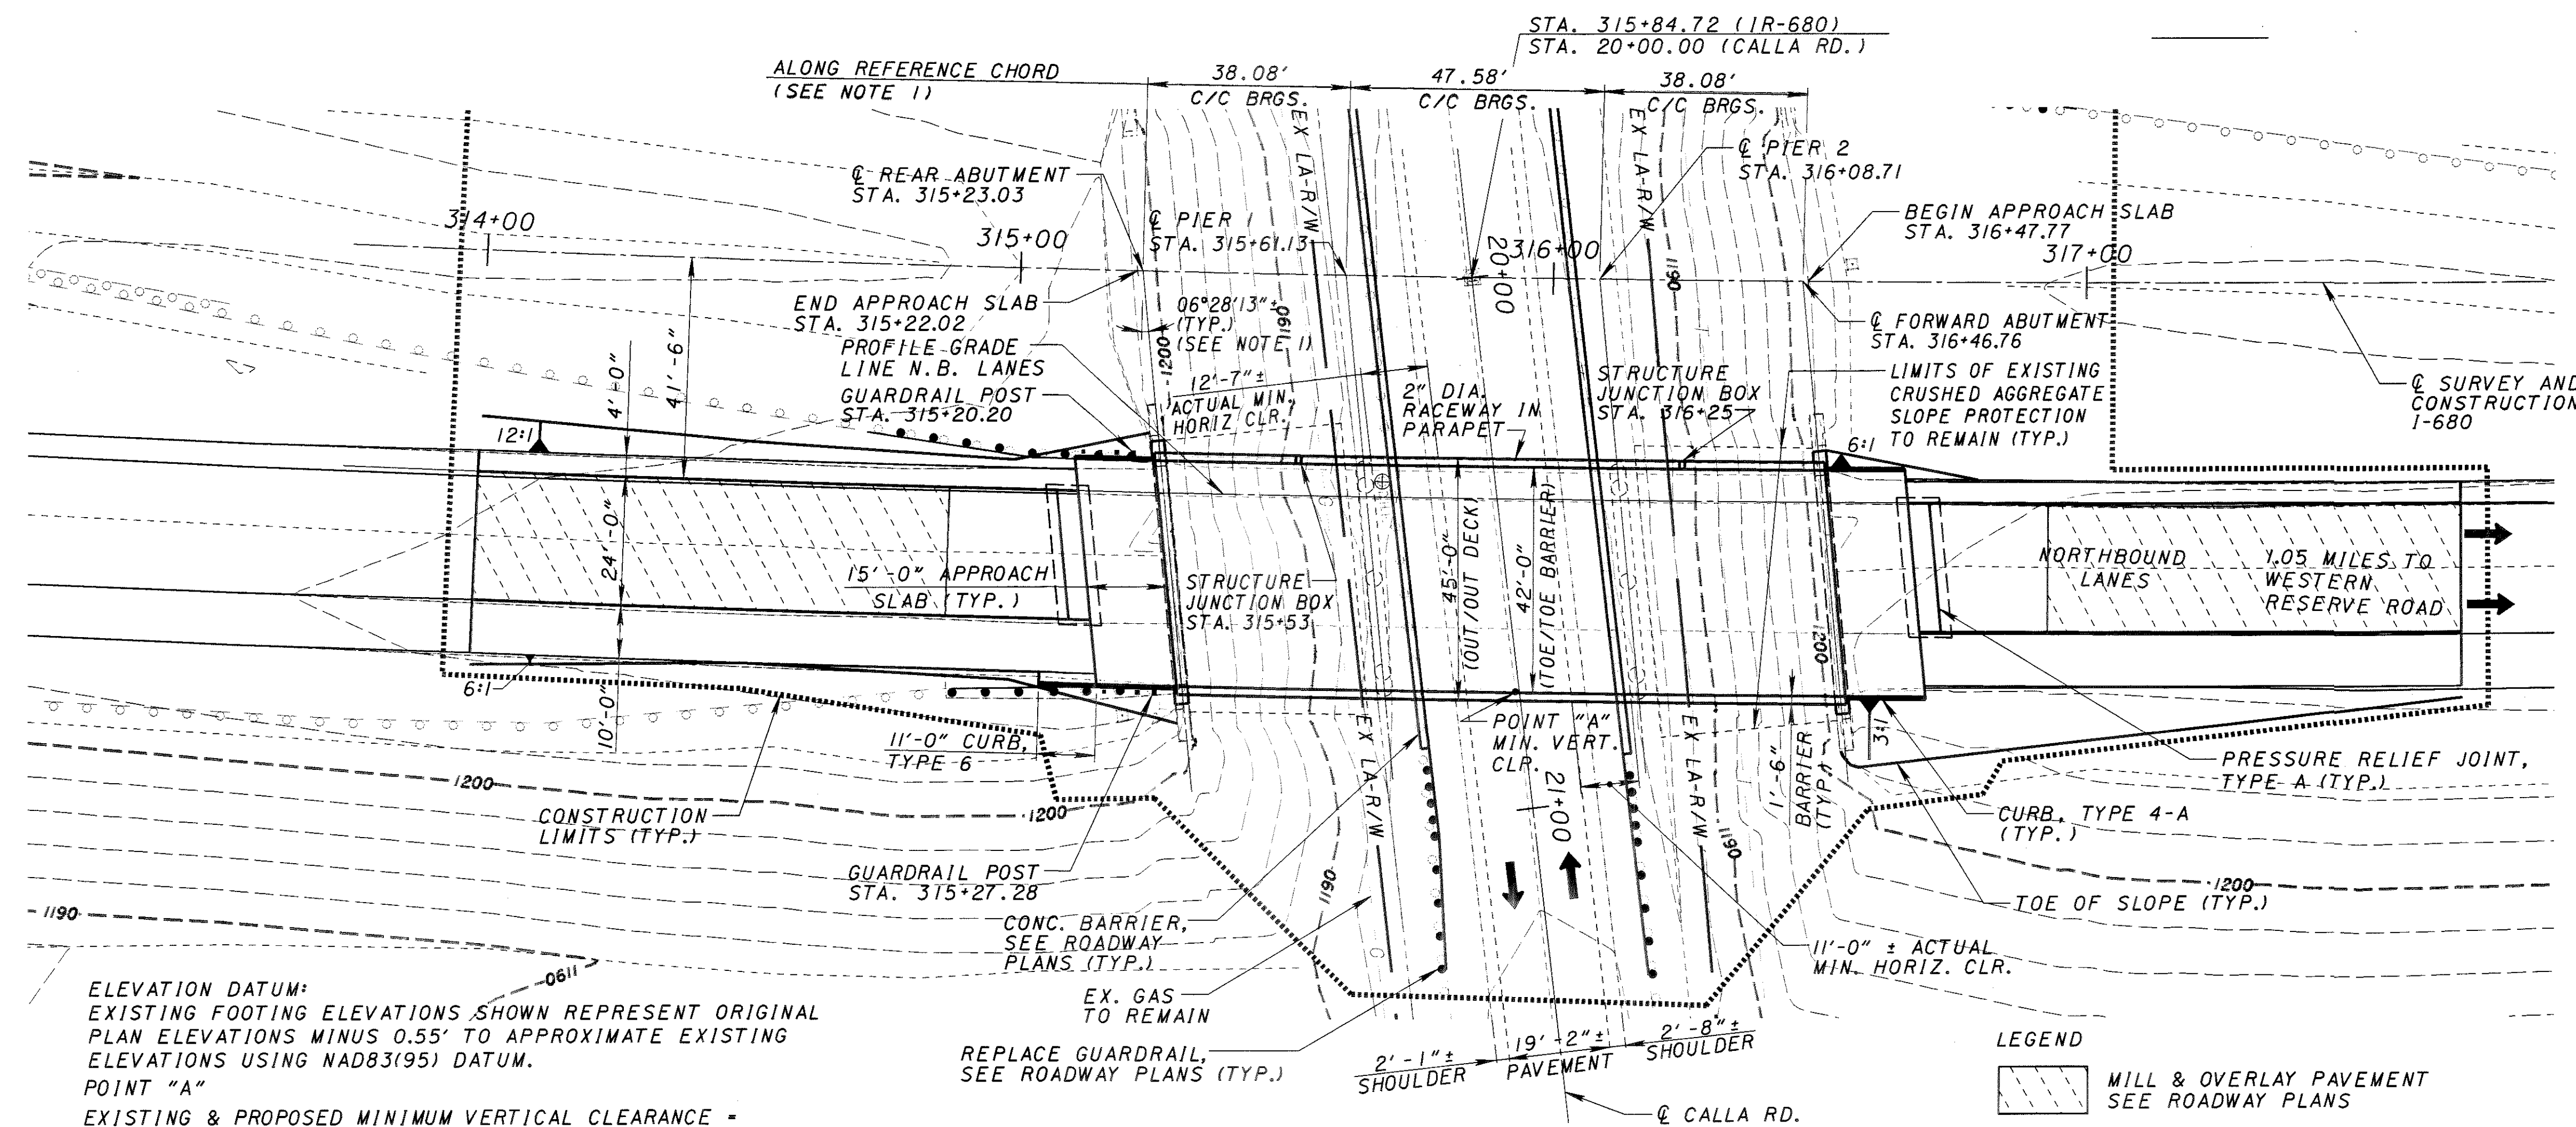 STA. 315+84.72 (IR-680)
STA. 20+00.00 (CALLA RD.)
ALONG REFERENCE CHORD
(SEE NOTE 1)
38.08'
C/C BRGS.
47.58'
C/C BRGS.
38.08'
C/C BRGS.
EX LA-R/W
EX LA-R/W
℄ REAR ABUTMENT
STA. 315+23.03
℄ PIER 1
STA. 315+61.13
℄ PIER 2
STA. 316+08.71
BEGIN APPROACH SLAB
STA. 316+47.77
314+00
315+00
316+00
317+00
20+00
1190
END APPROACH SLAB
STA. 315+22.02
06°28'13"±
(TYP.)
(SEE NOTE 1)
1190
1200
℄ FORWARD ABUTMENT
STA. 316+46.76
PROFILE GRADE
LINE N.B. LANES
GUARDRAIL POST
STA. 315+20.20
4'-0"
41'-6"
12'-7"±
ACTUAL MIN.
HORIZ CLR.
2" DIA.
RACEWAY IN
PARAPET
STRUCTURE
JUNCTION BOX
STA. 316+25
LIMITS OF EXISTING
CRUSHED AGGREGATE
SLOPE PROTECTION
TO REMAIN (TYP.)
℄ SURVEY AND
CONSTRUCTION
I-680
12:1
6:1
24'-0"
15'-0" APPROACH
SLAB (TYP.)
STRUCTURE
JUNCTION BOX
STA. 315+53
45'-0"
(OUT/OUT DECK)
42'-0"
(TOE/TOE BARRIER)
NORTHBOUND
LANES
1.05 MILES TO
WESTERN
RESERVE ROAD
1200
6:1
10'-0"
11'-0" CURB,
TYPE 6
EX LA-R/W
POINT "A"
MIN. VERT.
CLR.
21+00
EX LA-R/W
1'-6"
BARRIER
(TYP.)
3:1
PRESSURE RELIEF JOINT,
TYPE A (TYP.)
1200
1200
CONSTRUCTION
LIMITS (TYP.)
CURB, TYPE 4-A
(TYP.)
1190
1190
GUARDRAIL POST
STA. 315+27.28
1200
TOE OF SLOPE (TYP.)
1190
CONC. BARRIER,
SEE ROADWAY
PLANS (TYP.)
11'-0" ± ACTUAL
MIN. HORIZ. CLR.
1190
EX. GAS
TO REMAIN
ELEVATION DATUM:
EXISTING FOOTING ELEVATIONS SHOWN REPRESENT ORIGINAL
PLAN ELEVATIONS MINUS 0.55' TO APPROXIMATE EXISTING
ELEVATIONS USING NAD83(95) DATUM.
POINT "A"
EXISTING & PROPOSED MINIMUM VERTICAL CLEARANCE =
REPLACE GUARDRAIL,
SEE ROADWAY PLANS (TYP.)
2'-1"±
SHOULDER
19'-2"±
PAVEMENT
2'-8"±
SHOULDER
℄ CALLA RD.
LEGEND
MILL & OVERLAY PAVEMENT
SEE ROADWAY PLANS